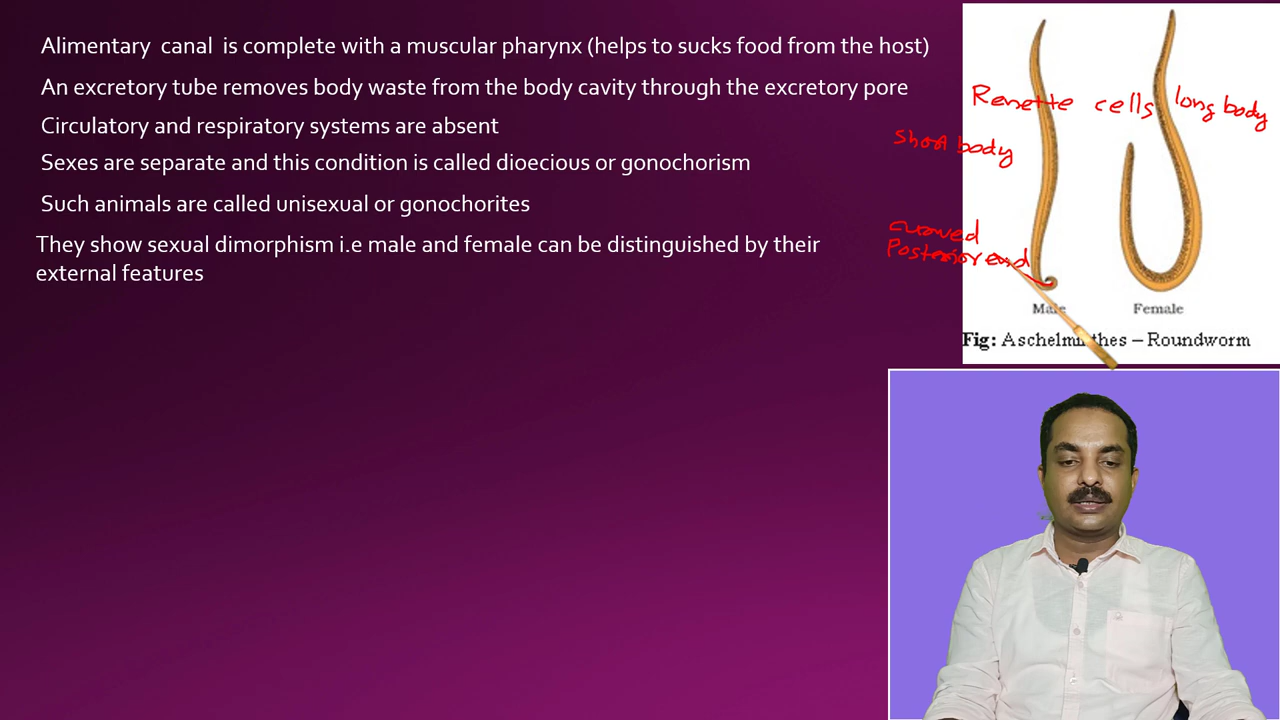 Alimentary canal is complete with a muscular pharynx (helps to sucks food from the host)
An excretory tube removes body waste from the body cavity through the excretory pore
Circulatory and respiratory systems are absent
Sexes are separate and this condition is called dioecious or gonochorism
Such animals are called unisexual or gonochorites
They show sexual dimorphism i.e male and female can be distinguished by their
external features
Renette cells
long body
Short body
Curved
Posterior end
Male
Female
Fig: Aschelminthes – Roundworm